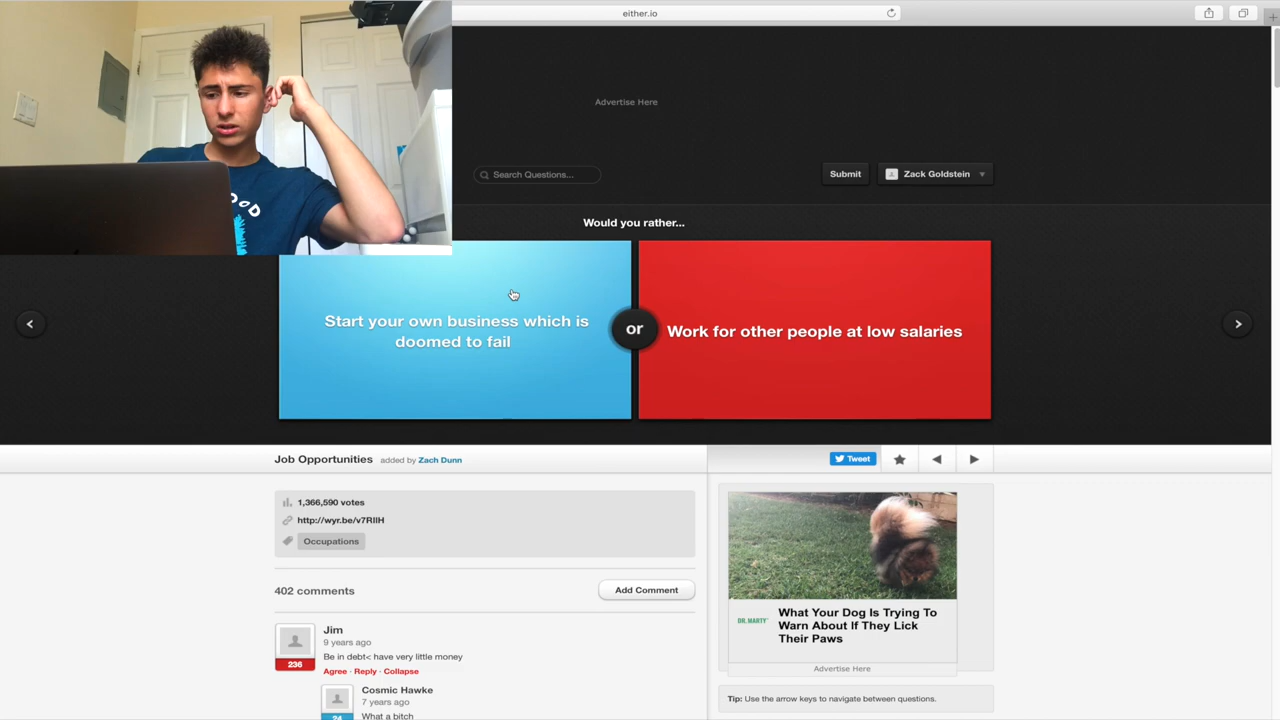 either.io
Advertise Here
Search Questions...
Submit
Zack Goldstein
Would you rather...
Start your own business which is
doomed to fail
or
Work for other people at low salaries
Job Opportunities added by Zach Dunn
Tweet
1,366,590 votes
http://wyr.be/v7RIlH
Occupations
402 comments
Add Comment
Jim
9 years ago
236
Be in debt< have very little money
Agree · Reply · Collapse
Cosmic Hawke
7 years ago
24
What a bitch
DR. MARTY
What Your Dog Is Trying To
Warn About If They Lick
Their Paws
Advertise Here
Tip: Use the arrow keys to navigate between questions.